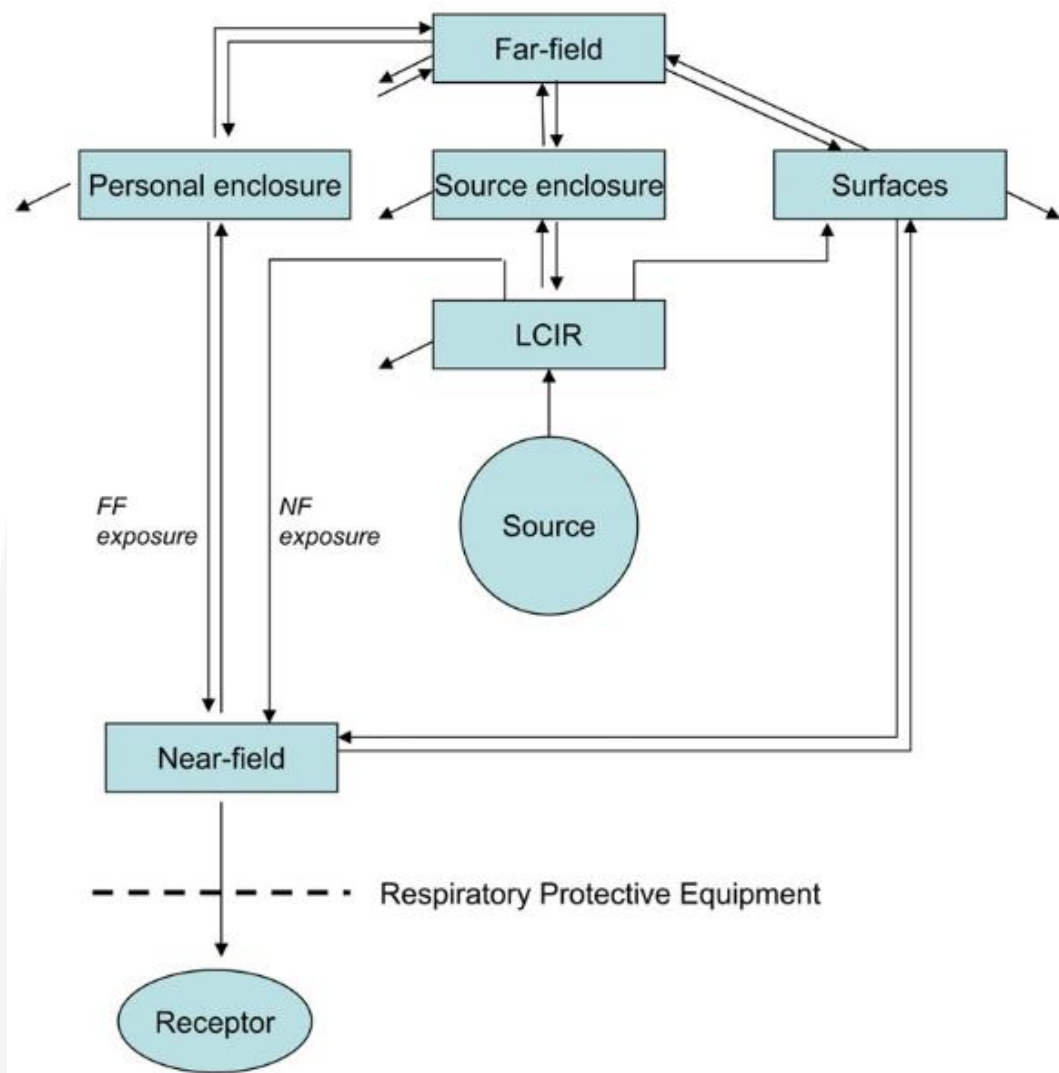 Far-field
Personal enclosure
Source enclosure
Surfaces
LCIR
Source
FF
exposure
NF
exposure
Near-field
Respiratory Protective Equipment
Receptor